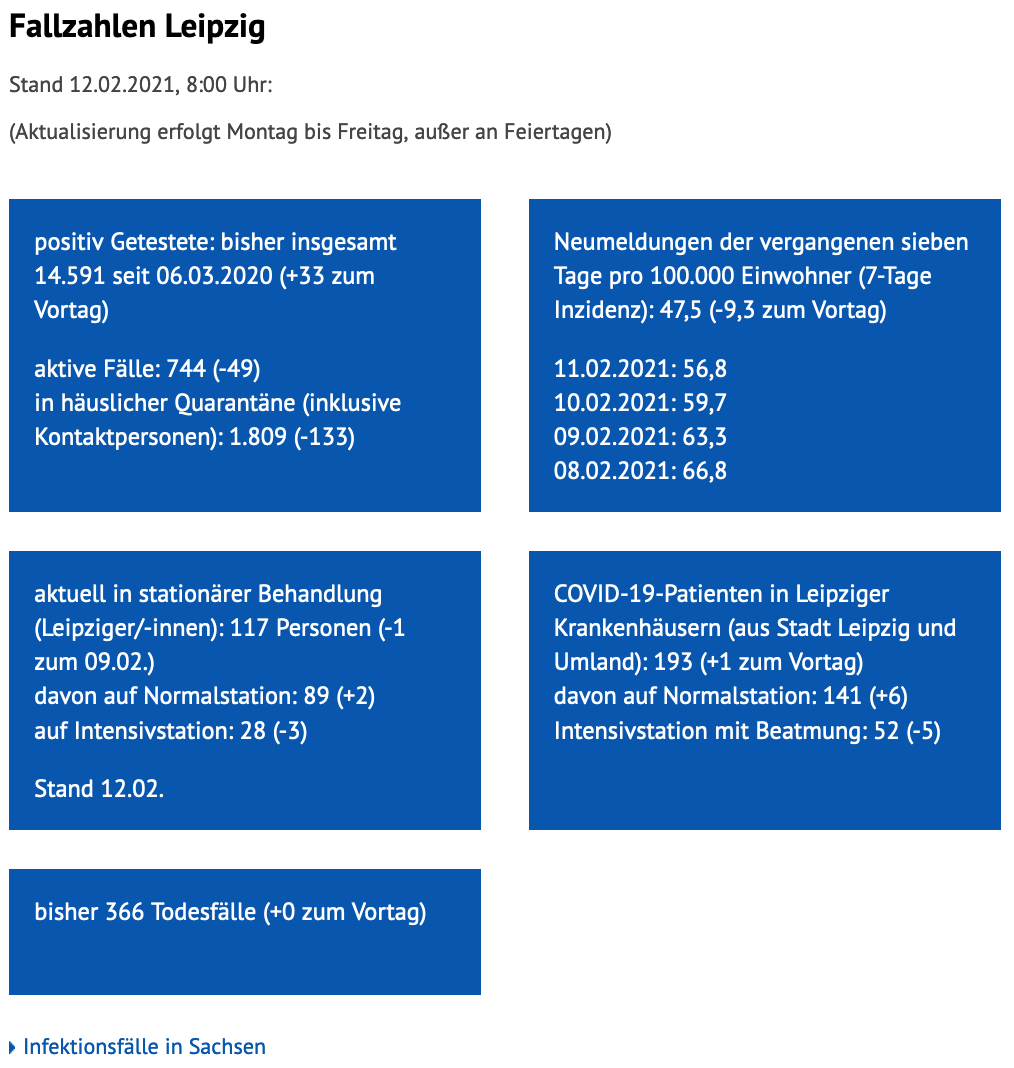 Fallzahlen Leipzig
Stand 12.02.2021, 8:00 Uhr:
(Aktualisierung erfolgt Montag bis Freitag, außer an Feiertagen)
positiv Getestete: bisher insgesamt
14.591 seit 06.03.2020 (+33 zum
Vortag)
aktive Fälle: 744 (-49)
in häuslicher Quarantäne (inklusive
Kontaktpersonen): 1.809 (-133)
Neumeldungen der vergangenen sieben
Tage pro 100.000 Einwohner (7-Tage
Inzidenz): 47,5 (-9,3 zum Vortag)
11.02.2021: 56,8
10.02.2021: 59,7
09.02.2021: 63,3
08.02.2021: 66,8
aktuell in stationärer Behandlung
(Leipziger/-innen): 117 Personen (-1
zum 09.02.)
davon auf Normalstation: 89 (+2)
auf Intensivstation: 28 (-3)
Stand 12.02.
COVID-19-Patienten in Leipziger
Krankenhäusern (aus Stadt Leipzig und
Umland): 193 (+1 zum Vortag)
davon auf Normalstation: 141 (+6)
Intensivstation mit Beatmung: 52 (-5)
bisher 366 Todesfälle (+0 zum Vortag)
Infektionsfälle in Sachsen